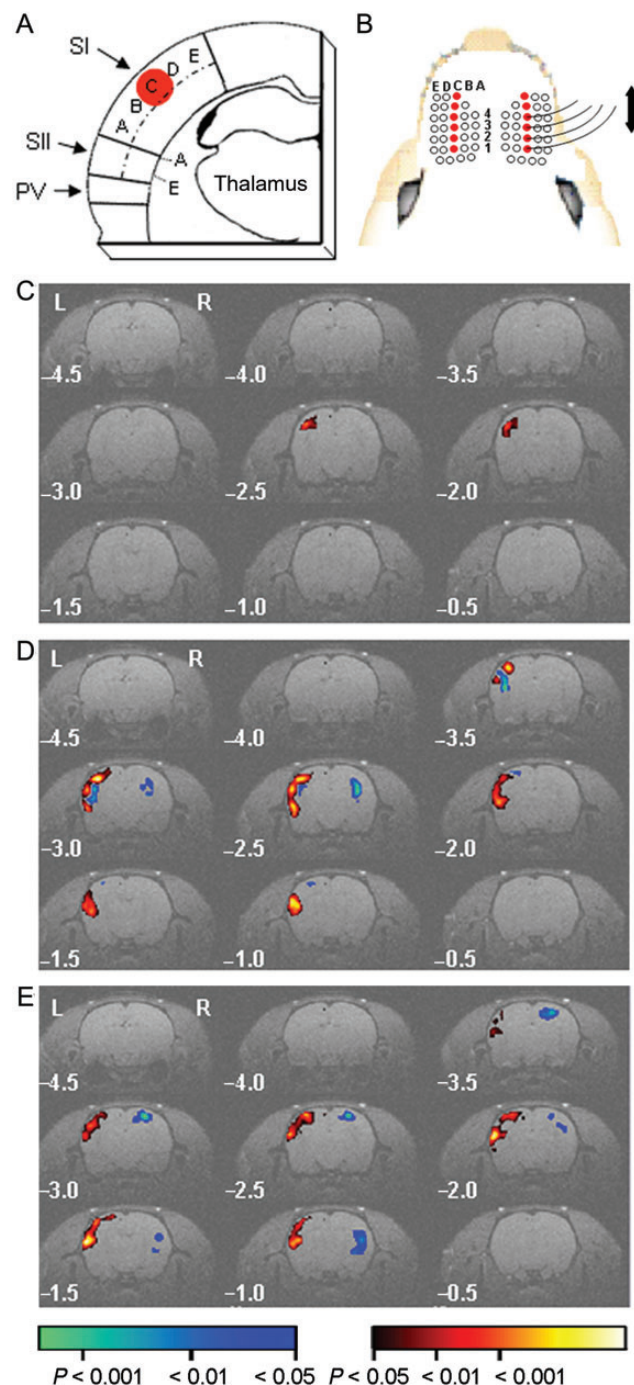 A
SI
E
D
C
B
A
SII
A
PV
E
Thalamus
B
E D C B A
4
3
2
1
C
L R
–4.5 –4.0 –3.5
–3.0 –2.5 –2.0
–1.5 –1.0 –0.5
D
L R
–4.5 –4.0 –3.5
–3.0 –2.5 –2.0
–1.5 –1.0 –0.5
E
L R
–4.5 –4.0 –3.5
–3.0 –2.5 –2.0
–1.5 –1.0 –0.5
P < 0.001 < 0.01 < 0.05 P < 0.05 < 0.01 < 0.001